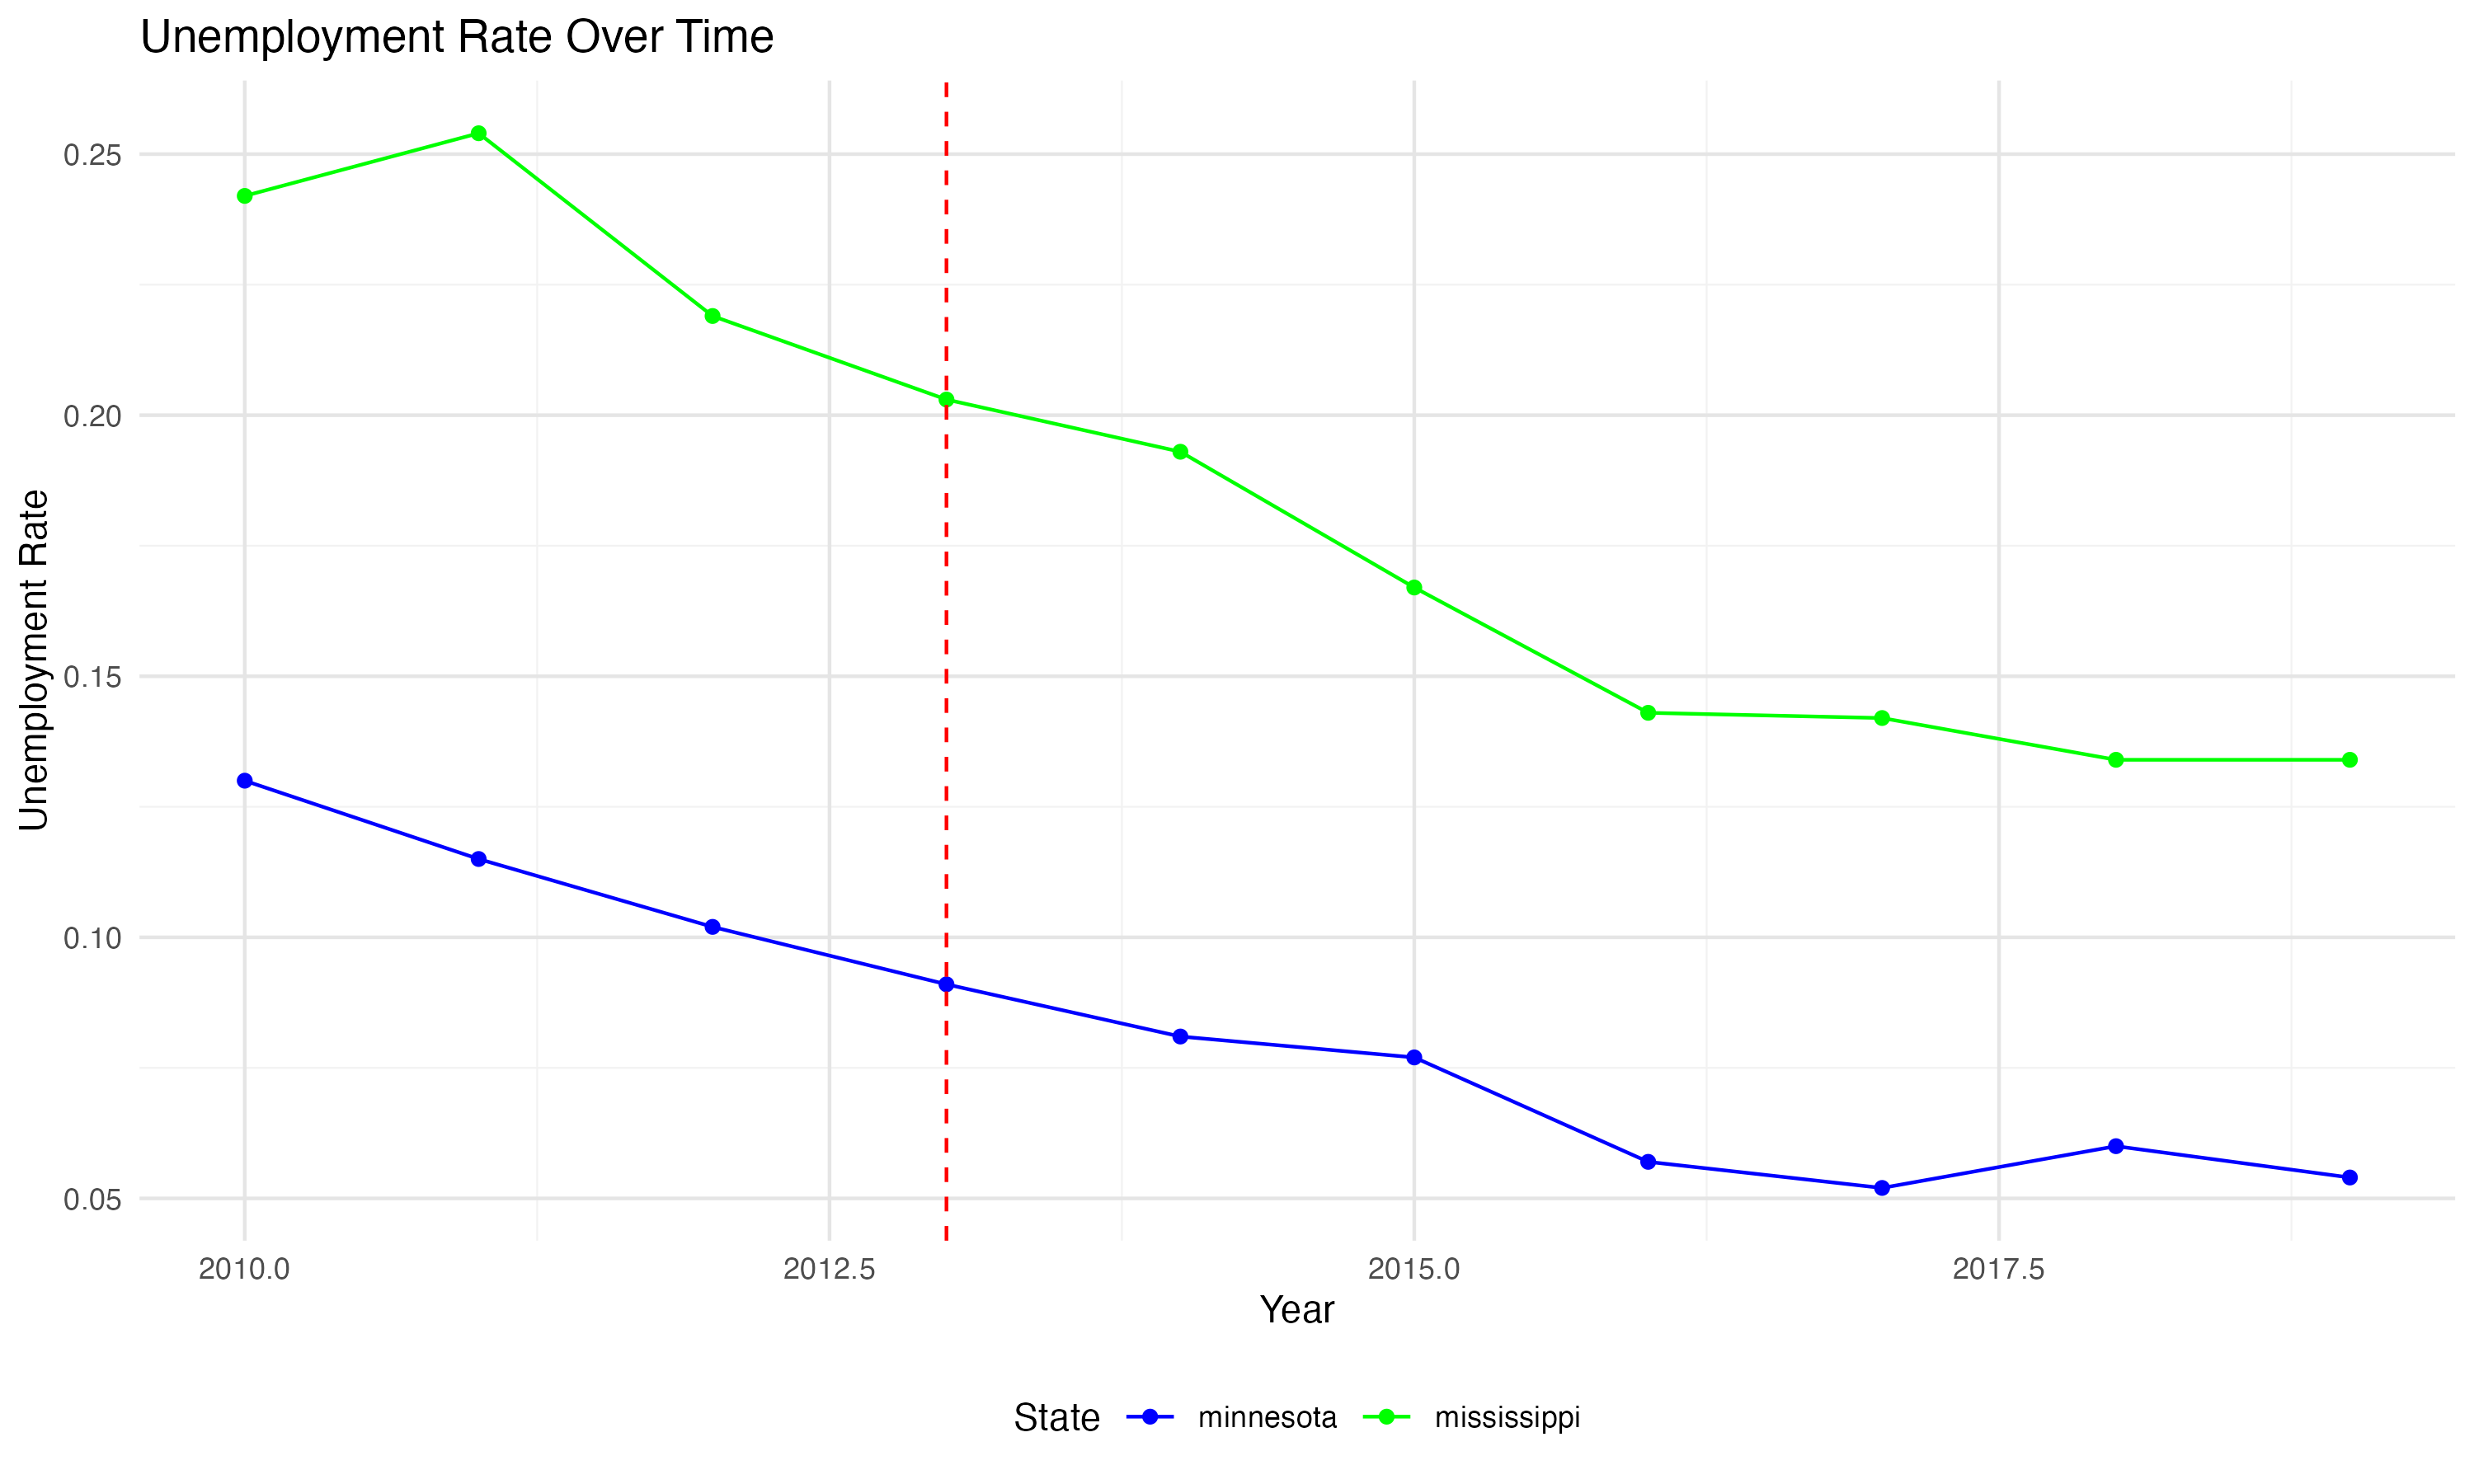 Unemployment Rate Over Time
Unemployment Rate
0.25
0.20
0.15
0.10
0.05
2010.0 2012.5 2015.0 2017.5
Year
State minnesota mississippi